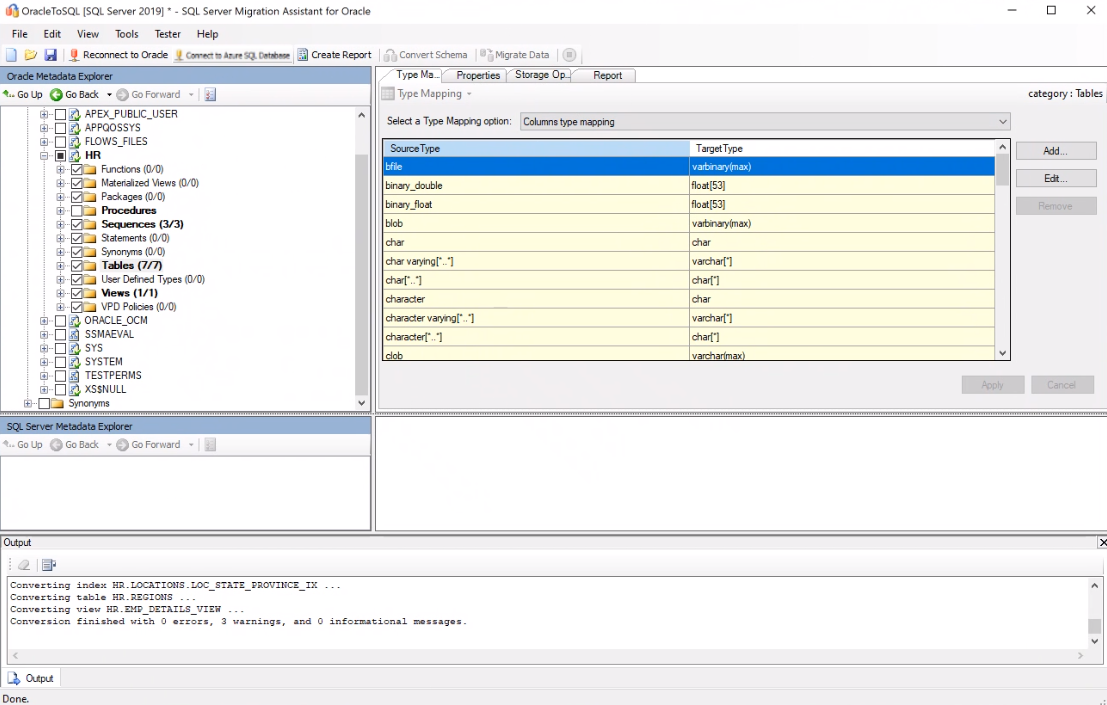 OracleToSQL [SQL Server 2019] * - SQL Server Migration Assistant for Oracle
File Edit View Tools Tester Help
Reconnect to Oracle Connect to Azure SQL Database Create Report Convert Schema Migrate Data
Oracle Metadata Explorer
Go Up Go Back Go Forward
APEX_PUBLIC_USER
APPQOSSYS
FLOWS_FILES
HR
Functions (0/0)
Materialized Views (0/0)
Packages (0/0)
Procedures
Sequences (3/3)
Statements (0/0)
Synonyms (0/0)
Tables (7/7)
User Defined Types (0/0)
Views (1/1)
VPD Policies (0/0)
ORACLE_OCM
SSMAEVAL
SYS
SYSTEM
TESTPERMS
XS$NULL
Synonyms
Type Ma... Properties Storage Op... Report
Type Mapping category : Tables
Select a Type Mapping option: Columns type mapping
Source Type Target Type
bfile varbinary(max)
binary_double float[53]
binary_float float[53]
blob varbinary(max)
char char
char varying[*..*] varchar[*]
char[*..*] char[*]
character char
character varying[*..*] varchar[*]
character[*..*] char[*]
clob varchar(max)
Add...
Edit...
Remove
Apply Cancel
SQL Server Metadata Explorer
Go Up Go Back Go Forward
Output
Converting index HR.LOCATIONS.LOC_STATE_PROVINCE_IX ...
Converting table HR.REGIONS ...
Converting view HR.EMP_DETAILS_VIEW ...
Conversion finished with 0 errors, 3 warnings, and 0 informational messages.
Output
Done.